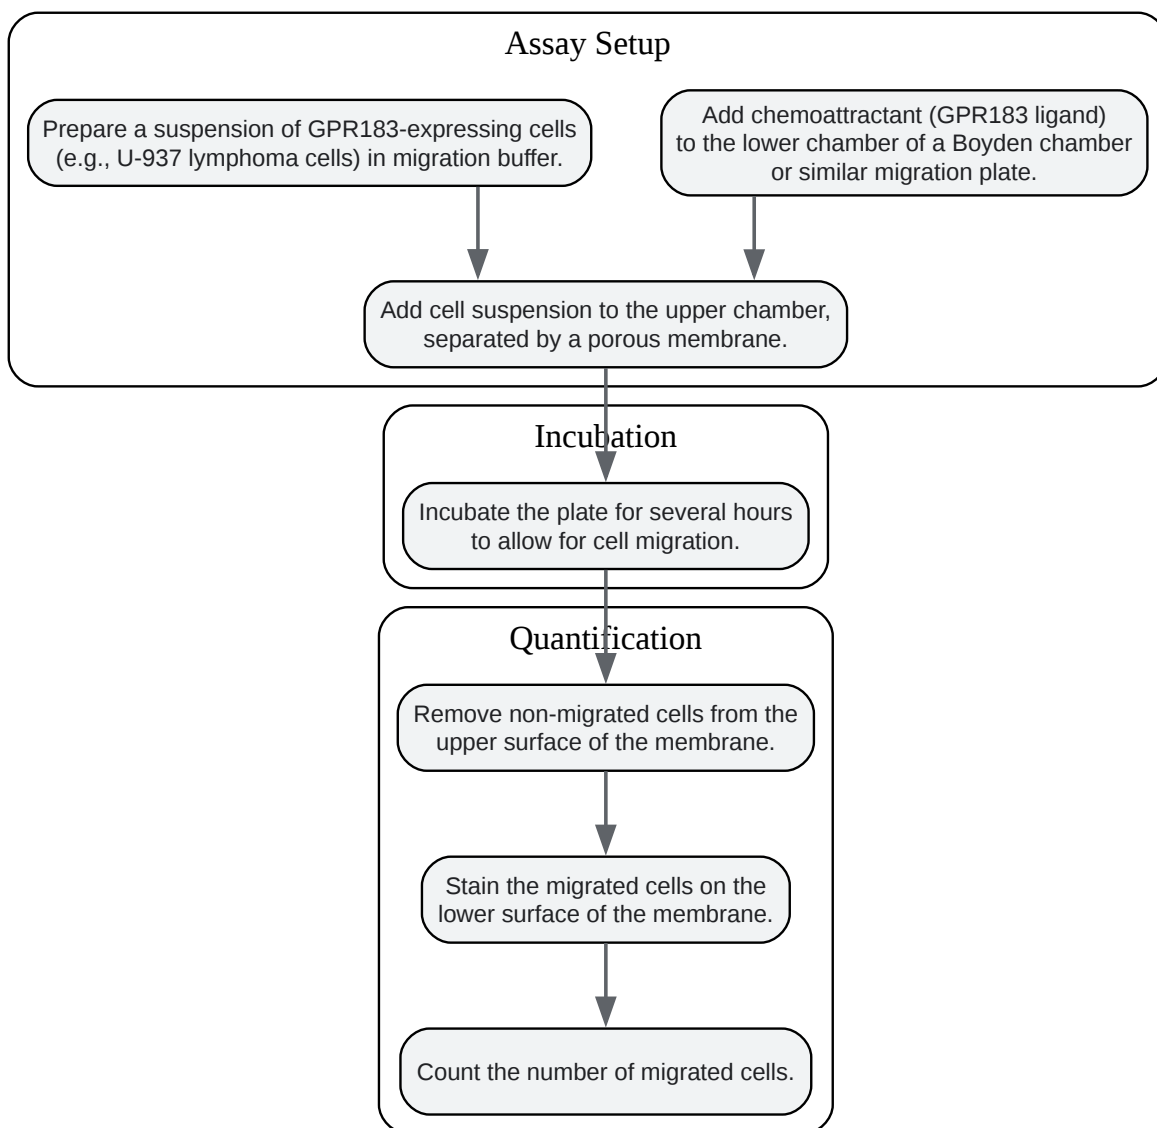 Assay Setup
Prepare a suspension of GPR183-expressing cells
(e.g., U-937 lymphoma cells) in migration buffer.
Add chemoattractant (GPR183 ligand)
to the lower chamber of a Boyden chamber
or similar migration plate.
Add cell suspension to the upper chamber,
separated by a porous membrane.
Incubation
Incubate the plate for several hours
to allow for cell migration.
Quantification
Remove non-migrated cells from the
upper surface of the membrane.
Stain the migrated cells on the
lower surface of the membrane.
Count the number of migrated cells.